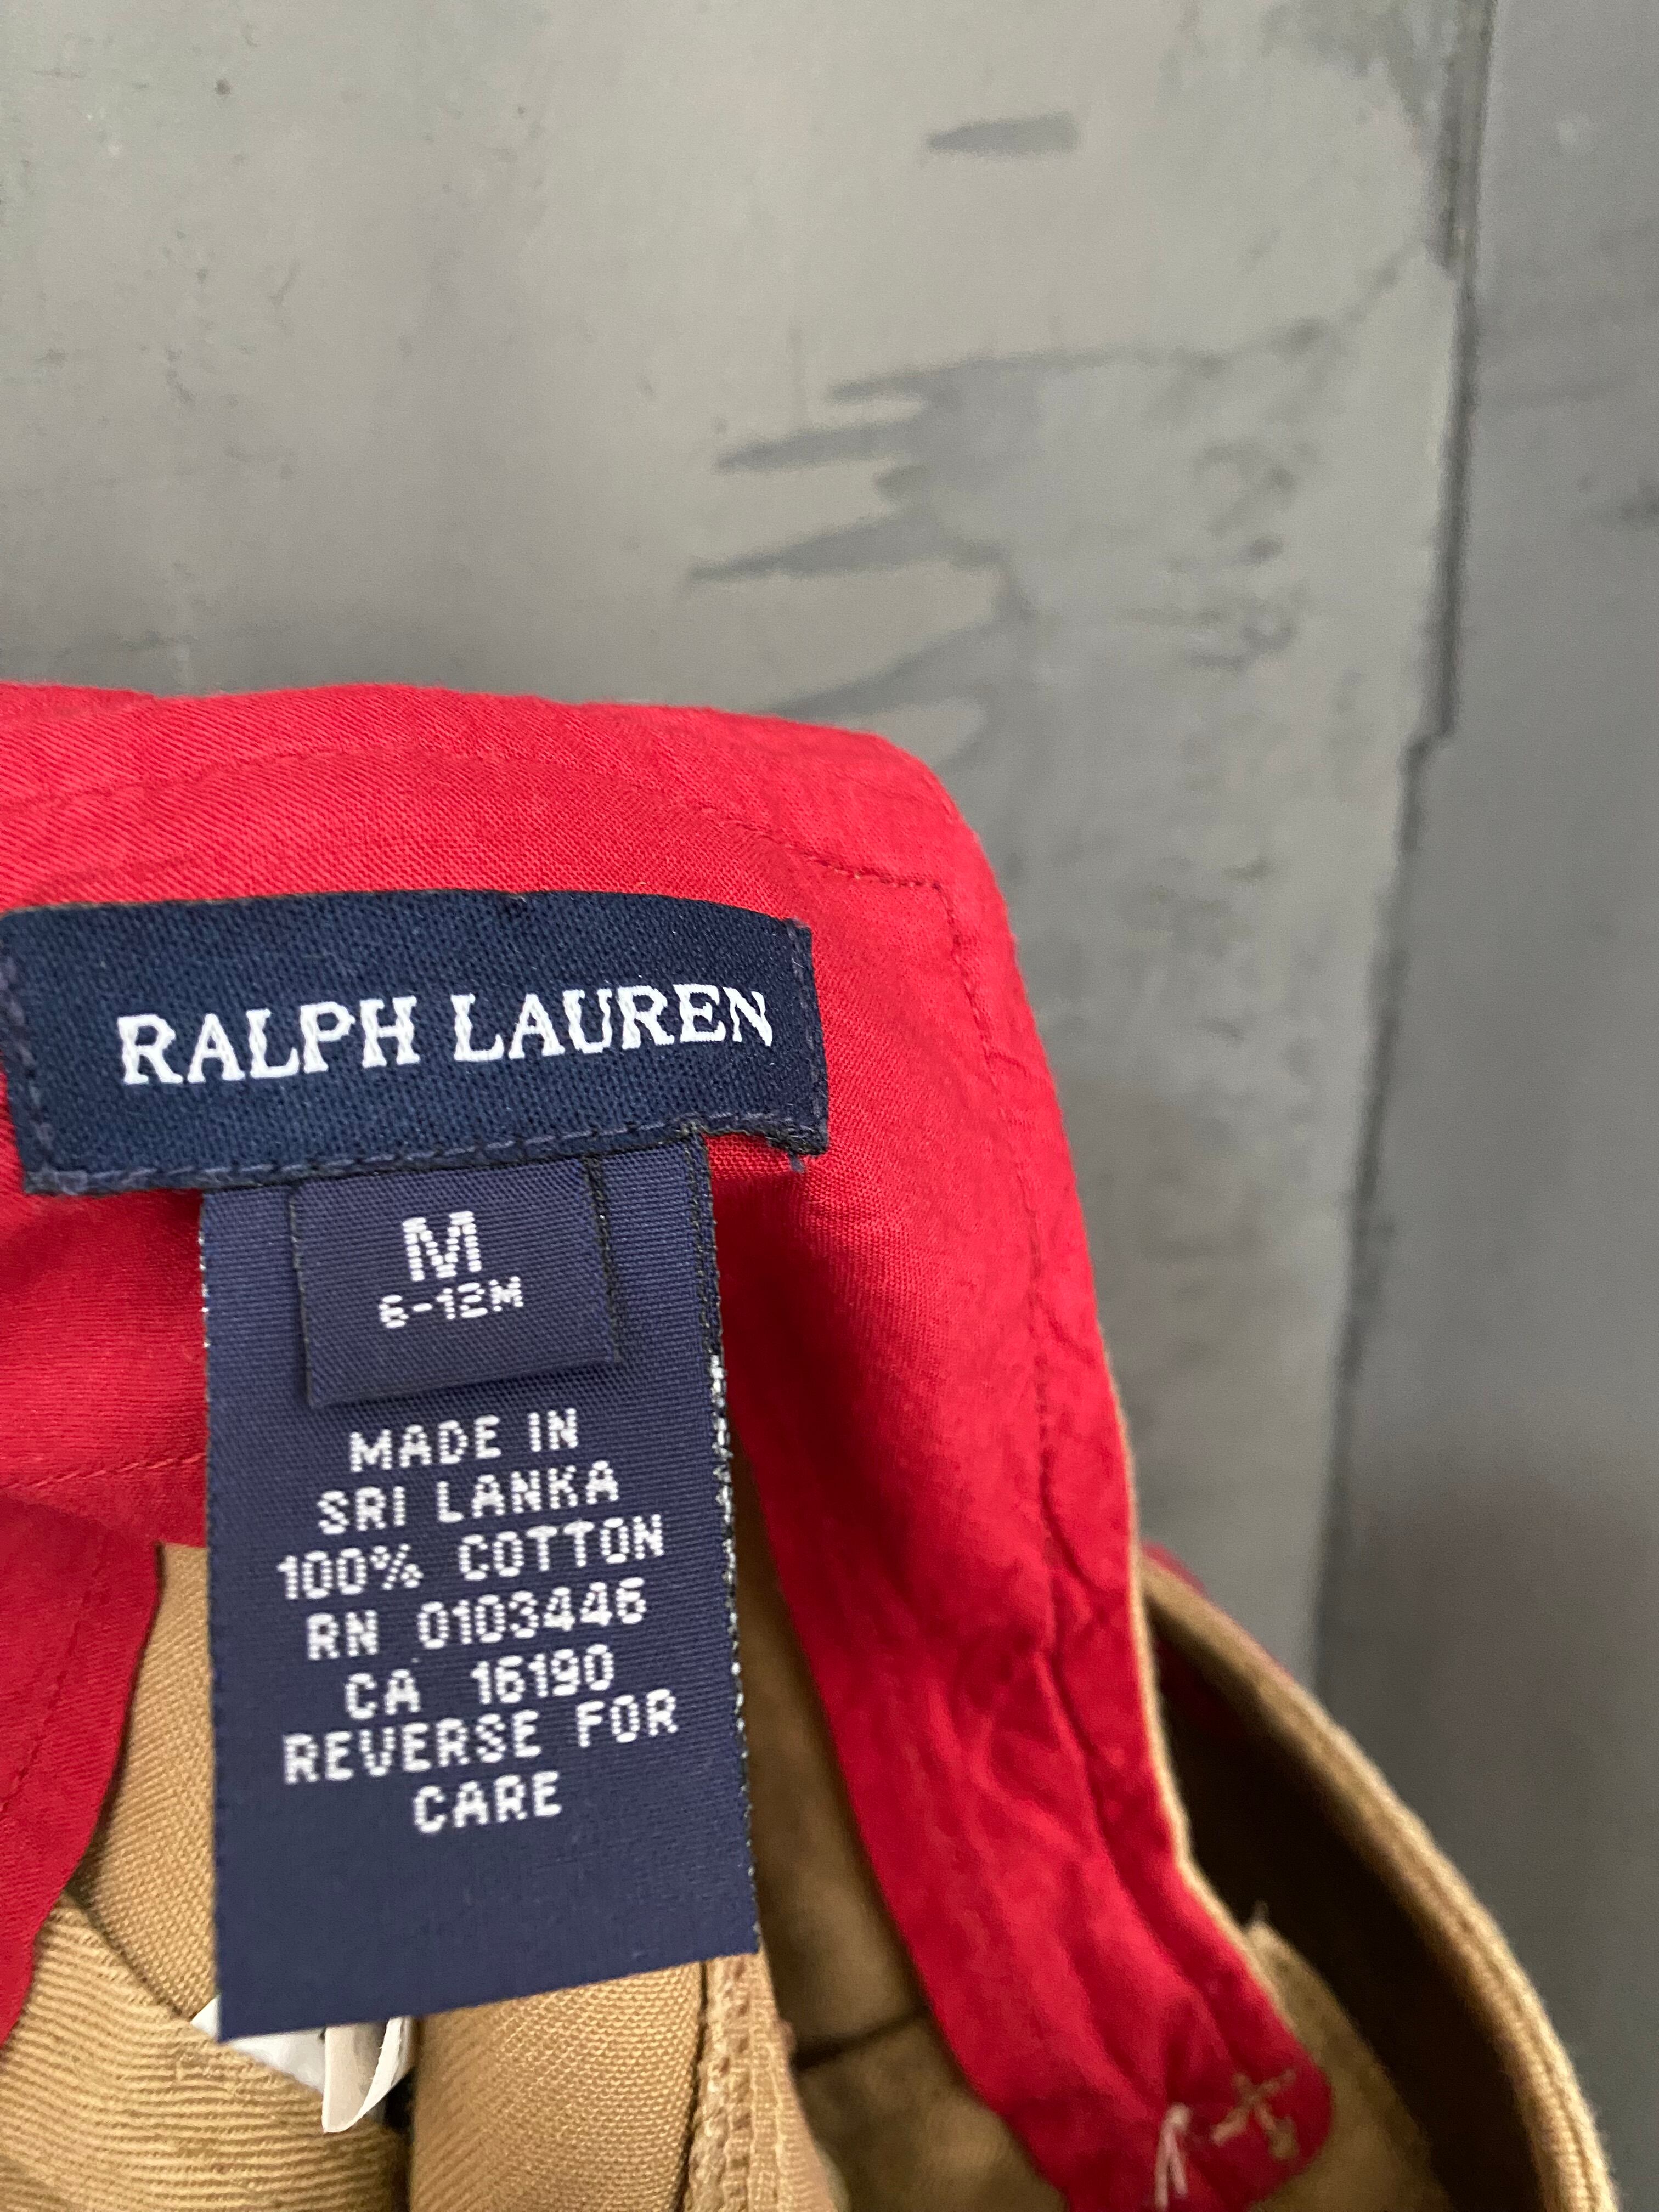 RALPH LAUREN
M
6-12M
MADE IN
SRI LANKA
100% COTTON
RN 0103446
CA 16190
REVERSE FOR
CARE